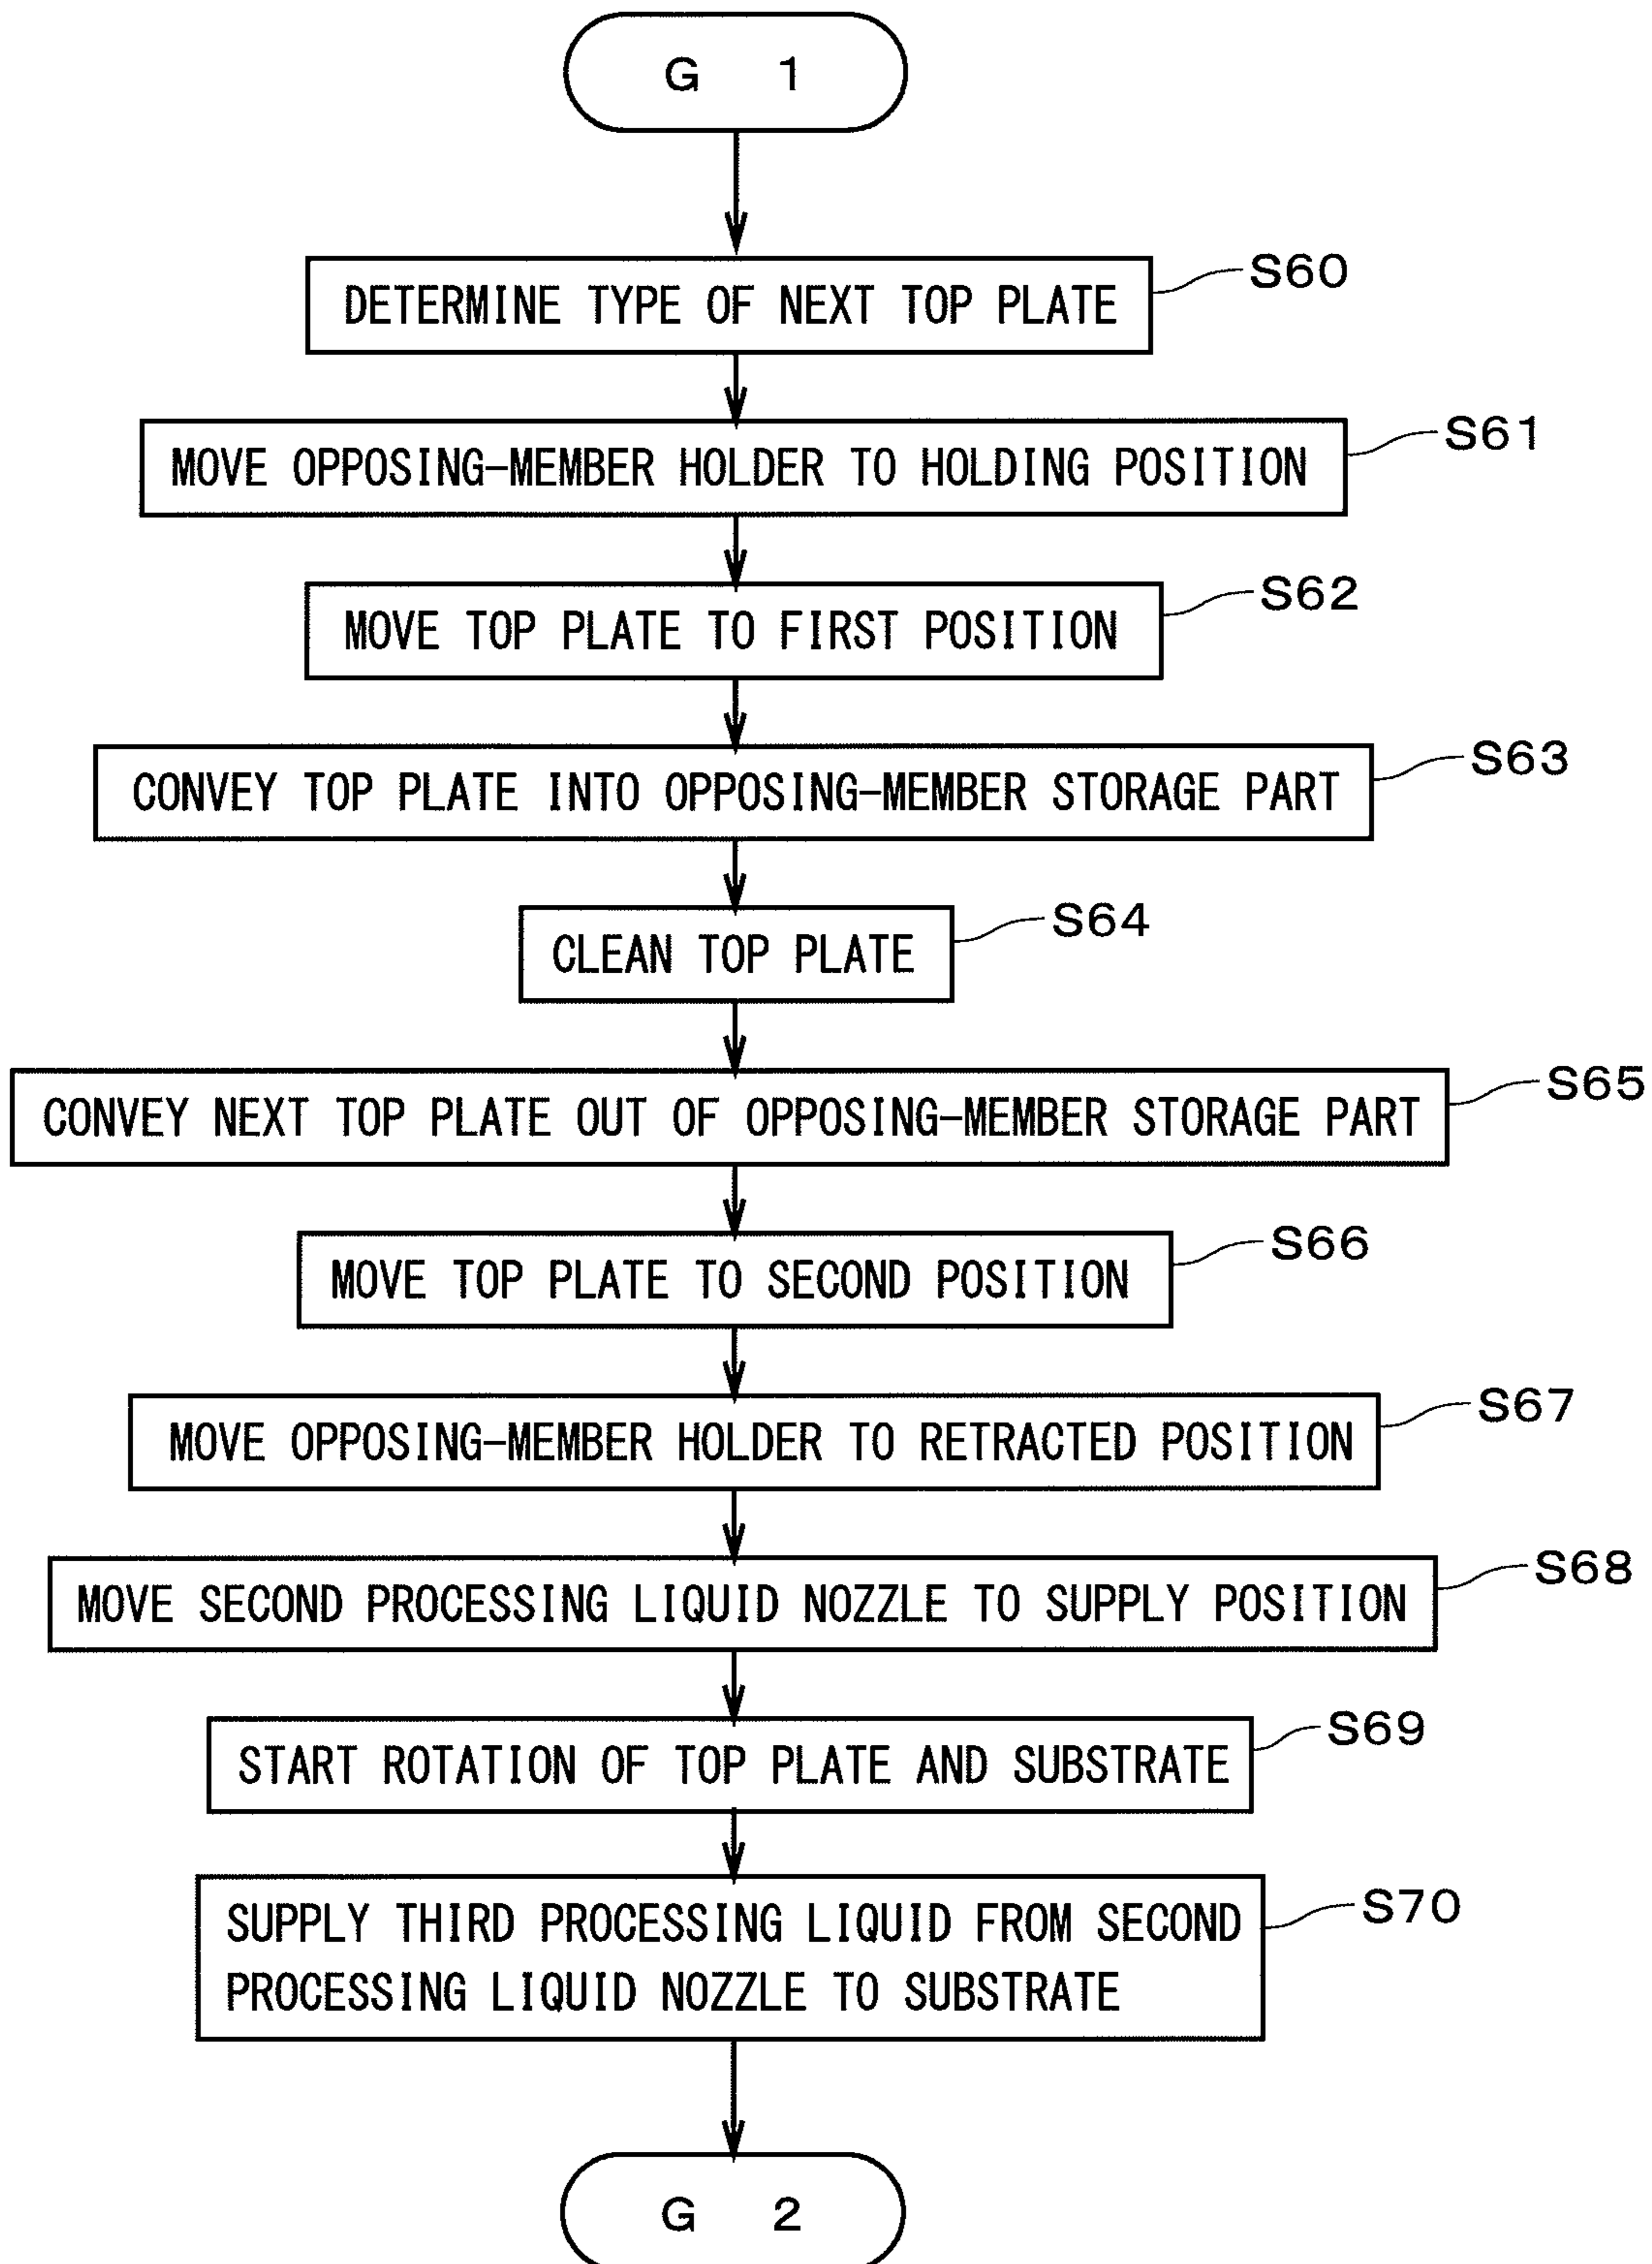 G 1
DETERMINE TYPE OF NEXT TOP PLATE
S60
MOVE OPPOSING-MEMBER HOLDER TO HOLDING POSITION
S61
MOVE TOP PLATE TO FIRST POSITION
S62
CONVEY TOP PLATE INTO OPPOSING-MEMBER STORAGE PART
S63
CLEAN TOP PLATE
S64
CONVEY NEXT TOP PLATE OUT OF OPPOSING-MEMBER STORAGE PART
S65
MOVE TOP PLATE TO SECOND POSITION
S66
MOVE OPPOSING-MEMBER HOLDER TO RETRACTED POSITION
S67
MOVE SECOND PROCESSING LIQUID NOZZLE TO SUPPLY POSITION
S68
START ROTATION OF TOP PLATE AND SUBSTRATE
S69
SUPPLY THIRD PROCESSING LIQUID FROM SECOND
PROCESSING LIQUID NOZZLE TO SUBSTRATE
S70
G 2